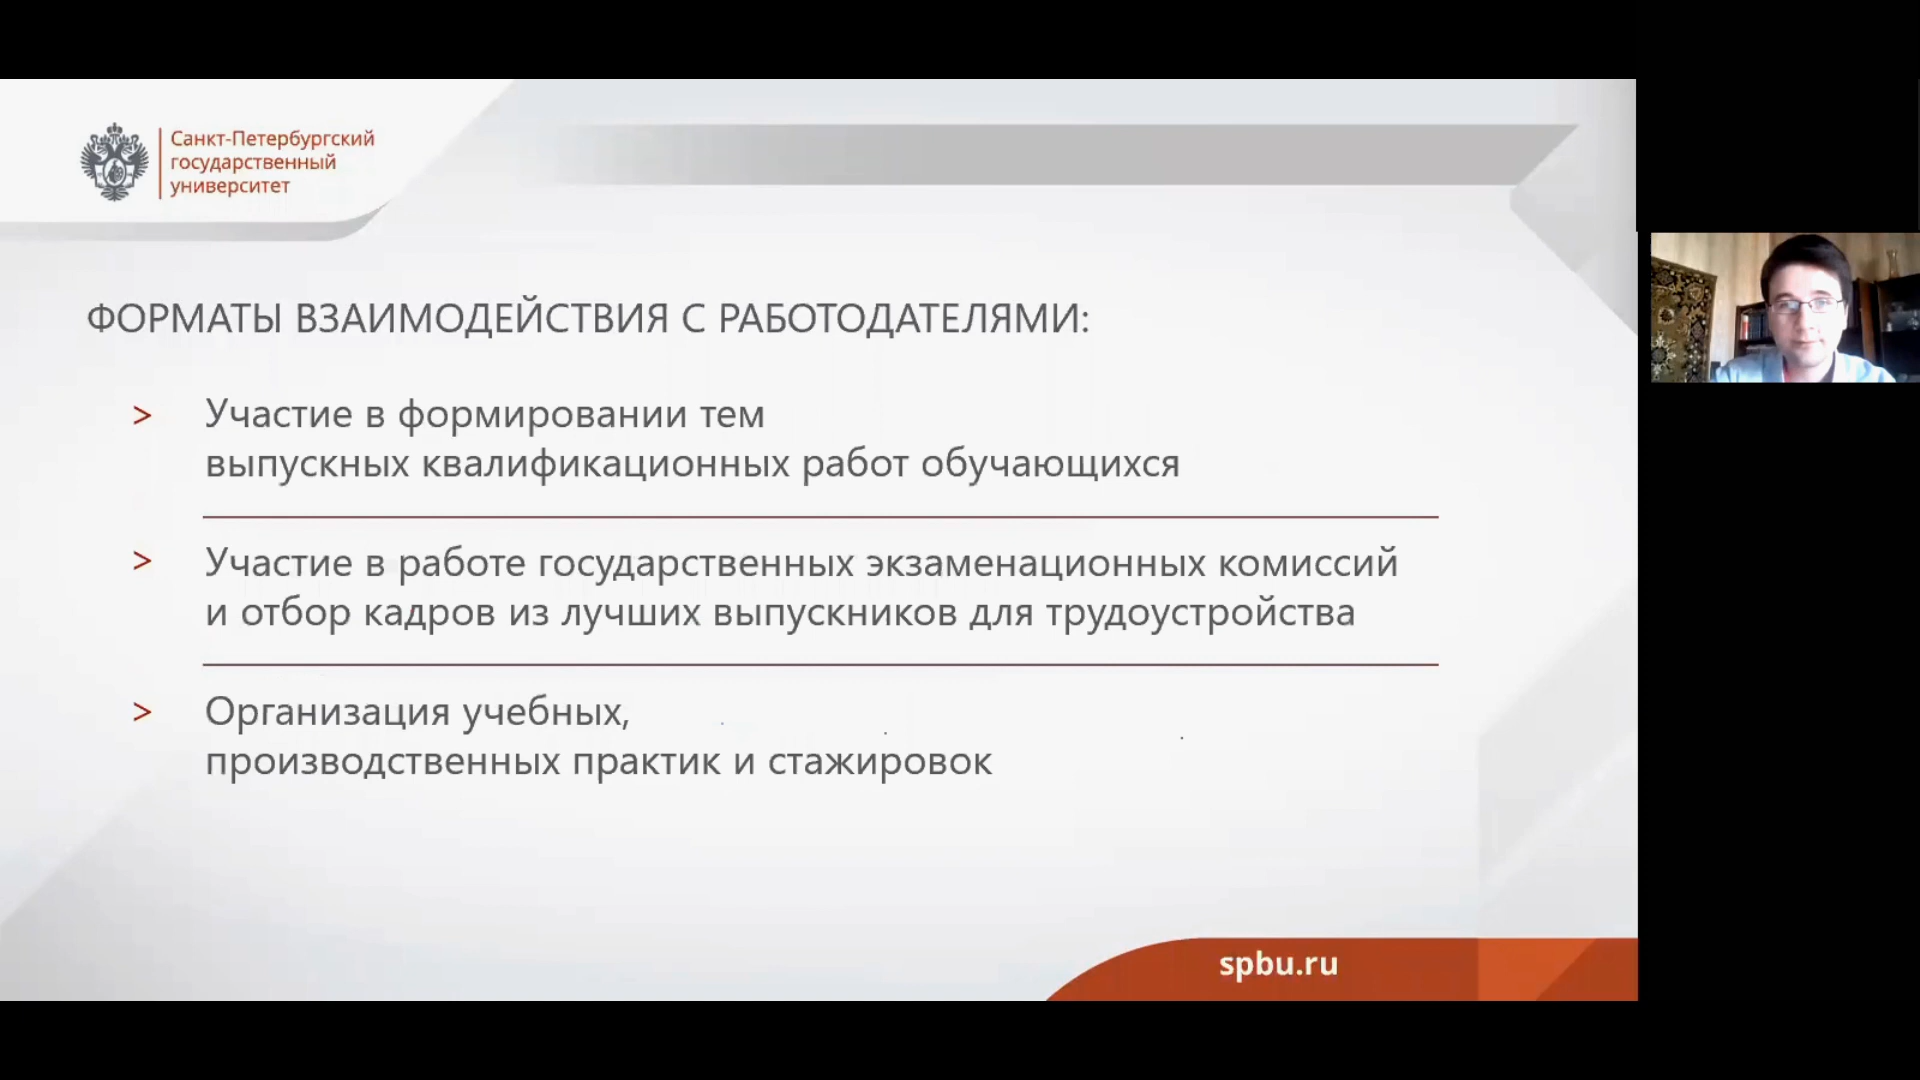 Санкт-Петербургский
государственный
университет
ФОРМАТЫ ВЗАИМОДЕЙСТВИЯ С РАБОТОДАТЕЛЯМИ:
> Участие в формировании тем
выпускных квалификационных работ обучающихся
> Участие в работе государственных экзаменационных комиссий
и отбор кадров из лучших выпускников для трудоустройства
> Организация учебных,
производственных практик и стажировок
spbu.ru